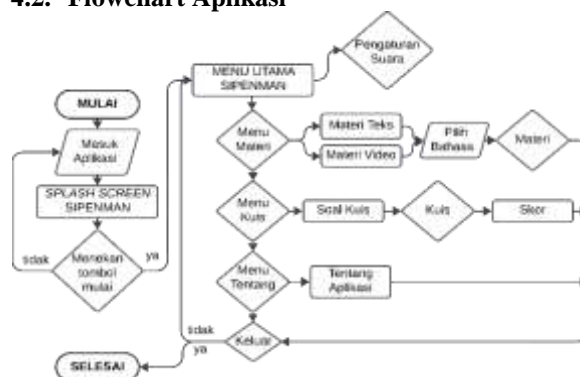 4.2. Flowchart Aplikasi
MULAI
Masuk
Aplikasi
SPLASH SCREEN
SIPENMAN
Menekan
tombol
mulai
tidak
ya
MENU UTAMA
SIPENMAN
Pengaturan
Suara
Menu
Materi
Materi Teks
Materi Video
Pilih
Bahasa
Materi
Menu
Kuis
Soal Kuis
Kuis
Skor
Menu
Tentang
Tentang
Aplikasi
Keluar
tidak
ya
SELESAI